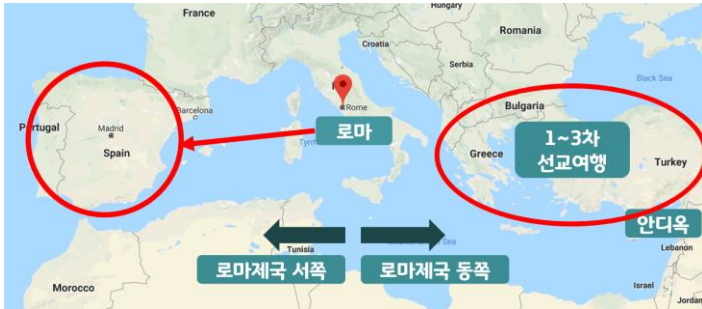 France
Hungary
Romania
Croatia
Serbia
Black Sea
Bulgaria
Barcelona
Rome
Portugal
Madrid
Spain
로마
Greece
1~3차
선교여행
Turkey
안디옥
Tunisia
Sea
Lebanon
로마제국 서쪽
로마제국 동쪽
Morocco
Israel
Jordan